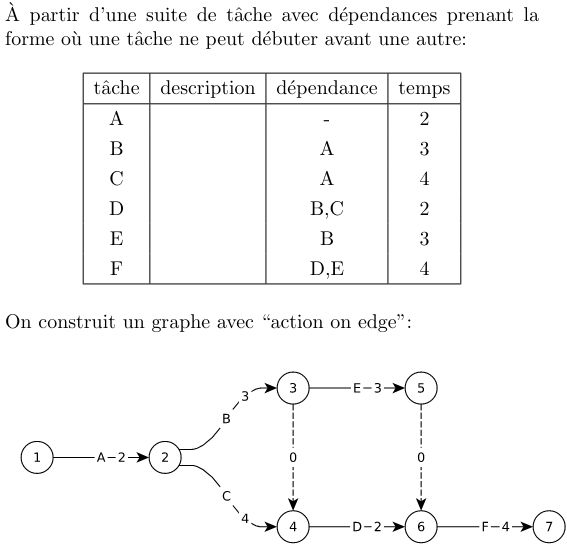 À partir d'une suite de tâche avec dépendances prenant la
forme où une tâche ne peut débuter avant une autre:
tâche description dépendance temps
A - 2
B A 3
C A 4
D B,C 2
E B 3
F D,E 4
On construit un graphe avec “action on edge”:
3 E-3 5
3
B
1 A-2 2 0 0
C
4
4 D-2 6 F-4 7